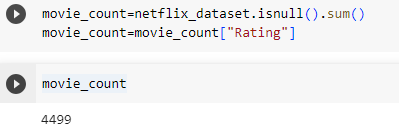 movie_count=netflix_dataset.isnull().sum()
movie_count=movie_count["Rating"]
movie_count
4499